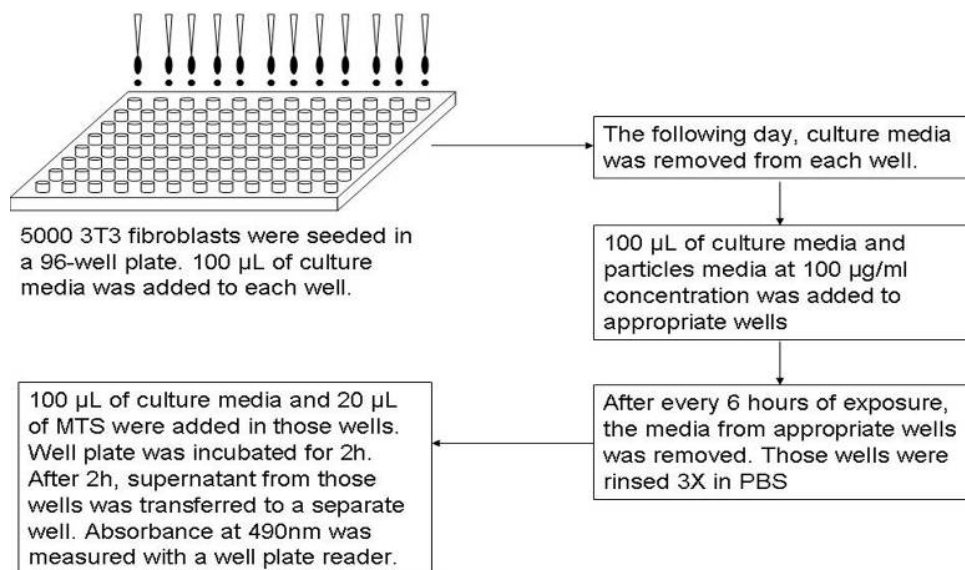 5000 3T3 fibroblasts were seeded in
a 96-well plate. 100 µL of culture
media was added to each well.
The following day, culture media
was removed from each well.
100 µL of culture media and
particles media at 100 µg/ml
concentration was added to
appropriate wells
After every 6 hours of exposure,
the media from appropriate wells
was removed. Those wells were
rinsed 3X in PBS
100 µL of culture media and 20 µL
of MTS were added in those wells.
Well plate was incubated for 2h.
After 2h, supernatant from those
wells was transferred to a separate
well. Absorbance at 490nm was
measured with a well plate reader.